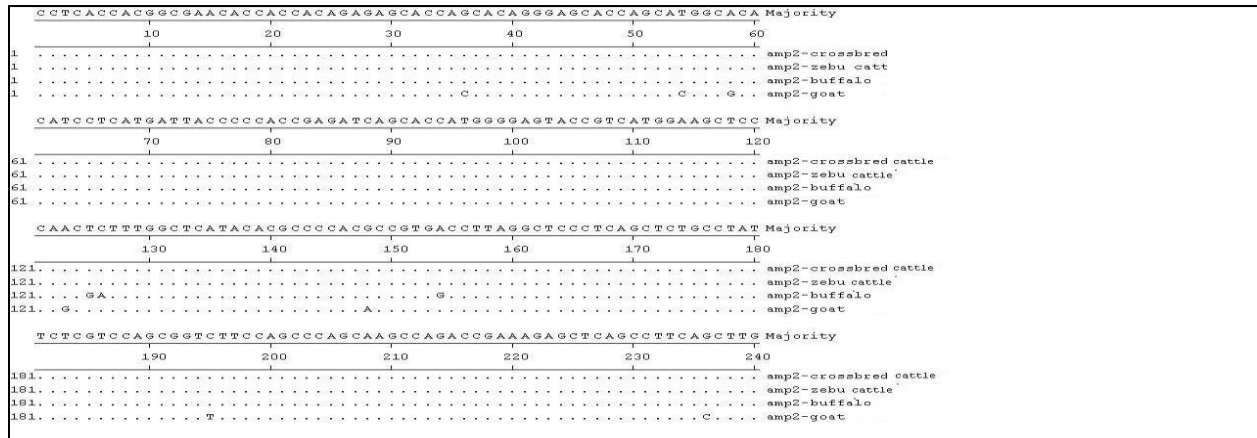 CCTCACCACGGCGAACACCACCACAGAGAGCACCAGCACAGGGAGCACCAGCATGGCACA Majority
10 20 30 40 50 60
1 ............................................................ amp2-crossbred
1 ............................................................ amp2-zebu catt
1 ............................................................ amp2-buffalo
1 ...................................C.................C...G.. amp2-goat
CATCCTCATGATTACCCCCACCGAGATCAGCACCATGGGGAGTACCGTCATGGAAGCTCC Majority
70 80 90 100 110 120
61 ............................................................ amp2-crossbred cattle
61 ............................................................ amp2-zebu cattle
61 ............................................................ amp2-buffalo
61 ............................................................ amp2-goat
CAACTCTTTGGCTCATACACGCCCCACGCCGTGACCTTAGGCTCCCTCAGCTCTGCCTAT Majority
130 140 150 160 170 180
121 ............................................................ amp2-crossbred cattle
121 ............................................................ amp2-zebu cattle
121 ....GA...........................G.......................... amp2-buffalo
121 ..G........................A................................ amp2-goat
TCTCGTCCAGCGGTCTTCCAGCCCAGCAAGCCAGACCGAAAGAGCTCAGCCTTCAGCTTG Majority
190 200 210 220 230 240
181 ............................................................ amp2-crossbred cattle
181 ............................................................ amp2-zebu cattle
181 ............................................................ amp2-buffalo
181 ..............T........................................C.... amp2-goat